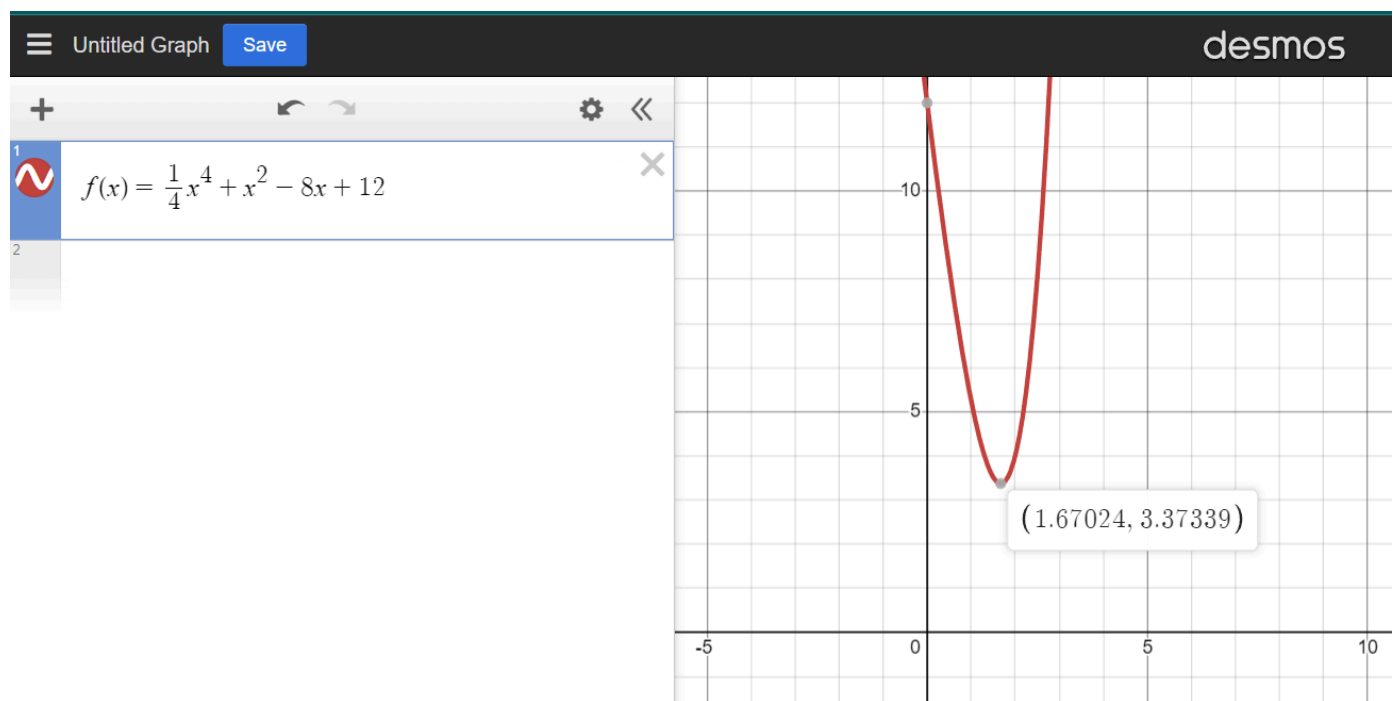 Untitled Graph Save desmos
1
f(x) = 1/4 x^4 + x^2 − 8x + 12
2
10
5
(1.67024, 3.37339)
-5 0 5 10